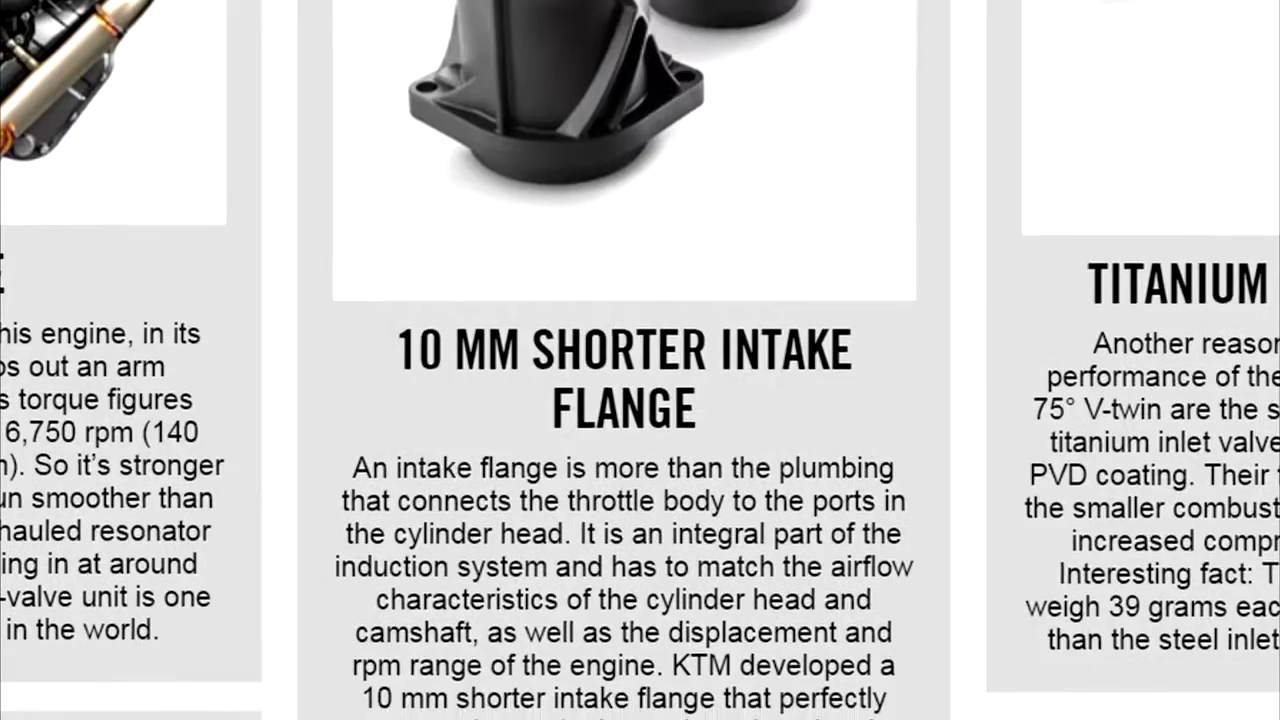 his engine, in its
out an arm
torque figures
6,750 rpm (140
So it's stronger
smoother than
hauled resonator
ing in at around
-valve unit is one
in the world.
10 MM SHORTER INTAKE
FLANGE
An intake flange is more than the plumbing
that connects the throttle body to the ports in
the cylinder head. It is an integral part of the
induction system and has to match the airflow
characteristics of the cylinder head and
camshaft, as well as the displacement and
rpm range of the engine. KTM developed a
10 mm shorter intake flange that perfectly
TITANIUM
Another reason
performance of the
75° V-twin are the s
titanium inlet valve
PVD coating. Their
the smaller combust
increased compr
Interesting fact: T
weigh 39 grams eac
than the steel inlet